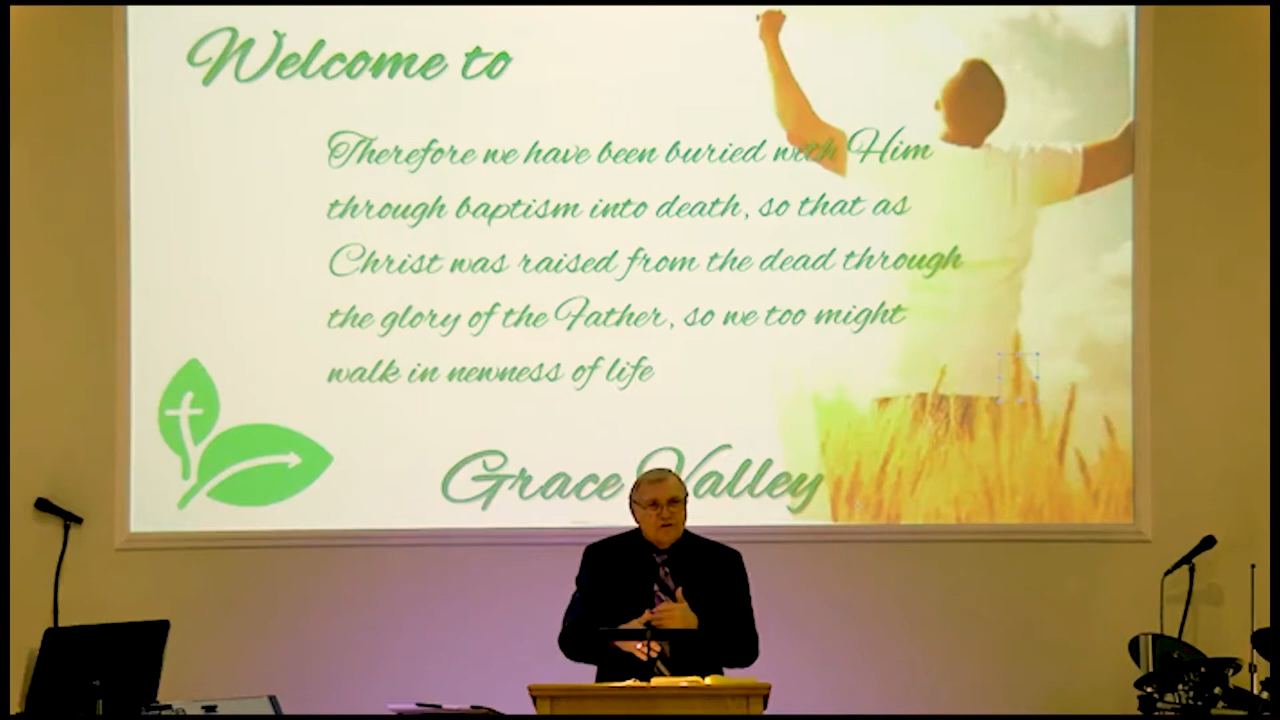 Welcome to
Therefore we have been buried with Him
through baptism into death, so that as
Christ was raised from the dead through
the glory of the Father, so we too might
walk in newness of life
Grace Valley